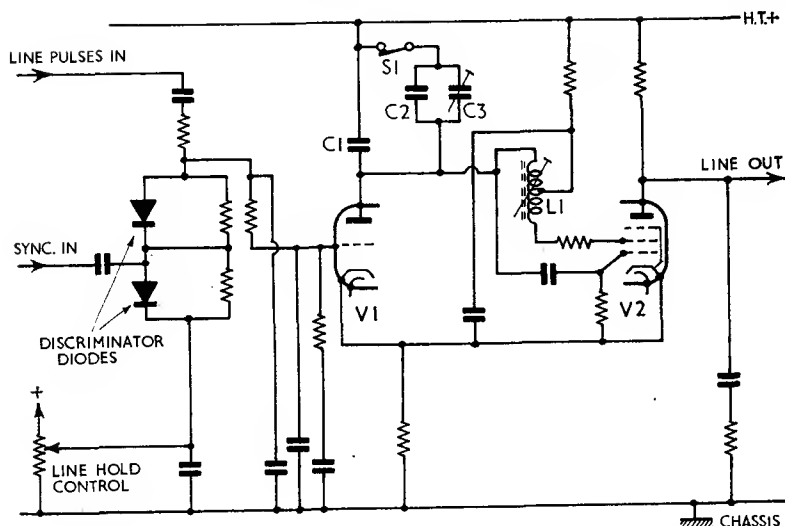 H.T.+
LINE PULSES IN
S1
C2
C3
C1
LINE OUT
L1
SYNC. IN
V1
V2
DISCRIMINATOR
DIODES
+
LINE HOLD
CONTROL
CHASSIS